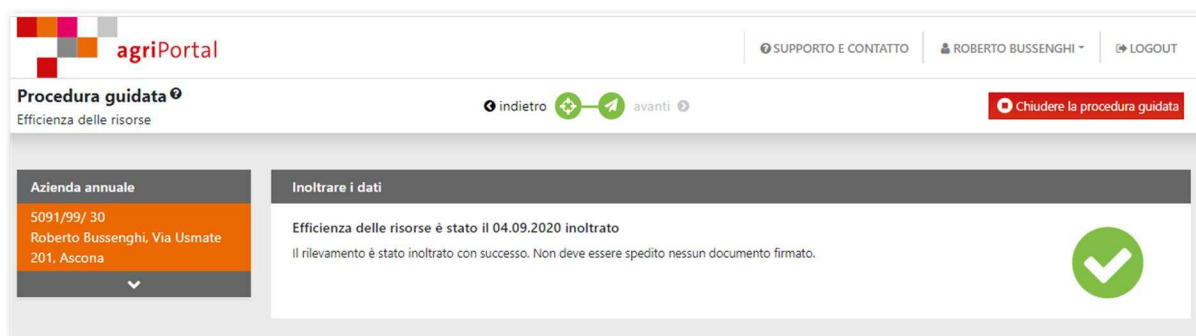 agriPortal
SUPPORTO E CONTATTO
ROBERTO BUSSENGHI
LOGOUT
Procedura guidata
Efficienza delle risorse
indietro
avanti
Chiudere la procedura guidata
Azienda annuale
5091/99/ 30
Roberto Bussenghi, Via Usmate
201, Ascona
Inoltrare i dati
Efficienza delle risorse è stato il 04.09.2020 inoltrato
Il rilevamento è stato inoltrato con successo. Non deve essere spedito nessun documento firmato.